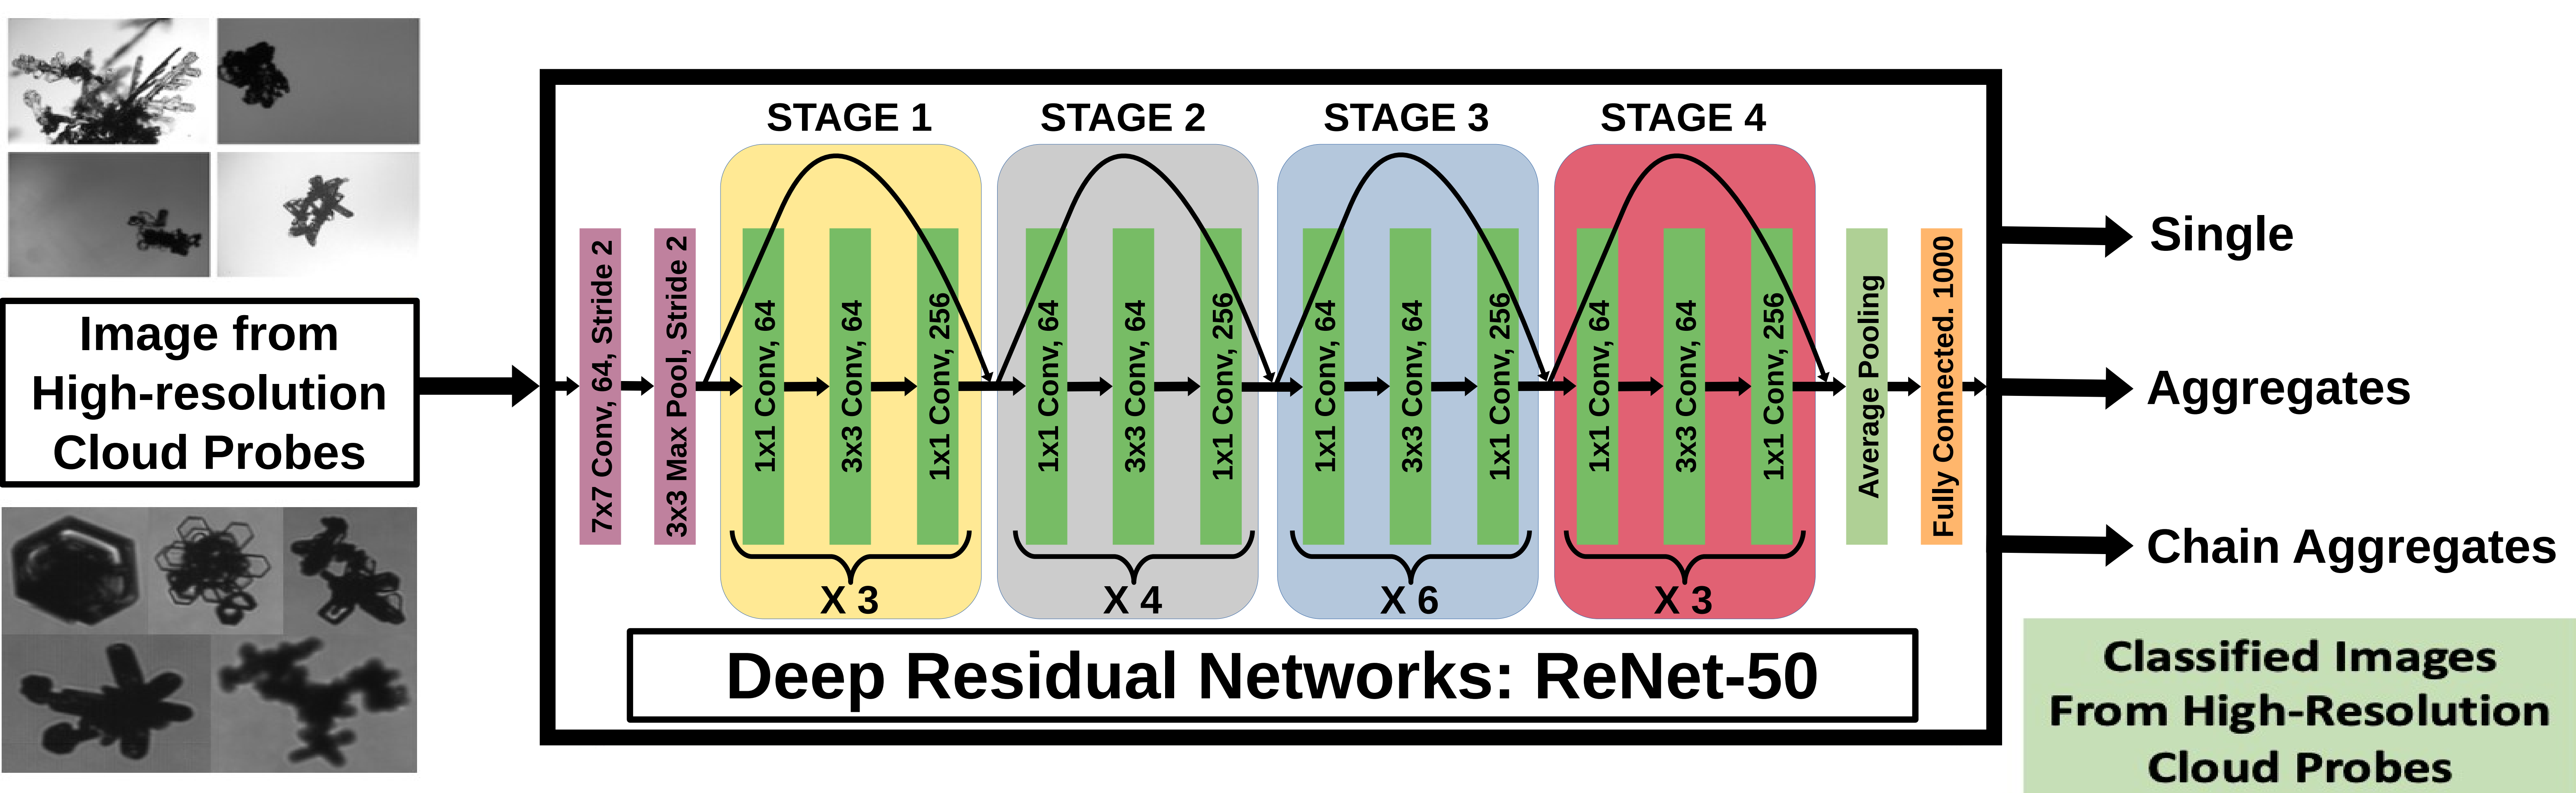 Image from
High-resolution
Cloud Probes
STAGE 1
STAGE 2
STAGE 3
STAGE 4
7x7 Conv, 64, Stride 2
3x3 Max Pool, Stride 2
1x1 Conv, 64
3x3 Conv, 64
1x1 Conv, 256
1x1 Conv, 64
3x3 Conv, 64
1x1 Conv, 256
1x1 Conv, 64
3x3 Conv, 64
1x1 Conv, 256
1x1 Conv, 64
3x3 Conv, 64
1x1 Conv, 256
Average Pooling
Fully Connected. 1000
X 3
X 4
X 6
X 3
Deep Residual Networks: ReNet-50
Single
Aggregates
Chain Aggregates
Classified Images
From High-Resolution
Cloud Probes